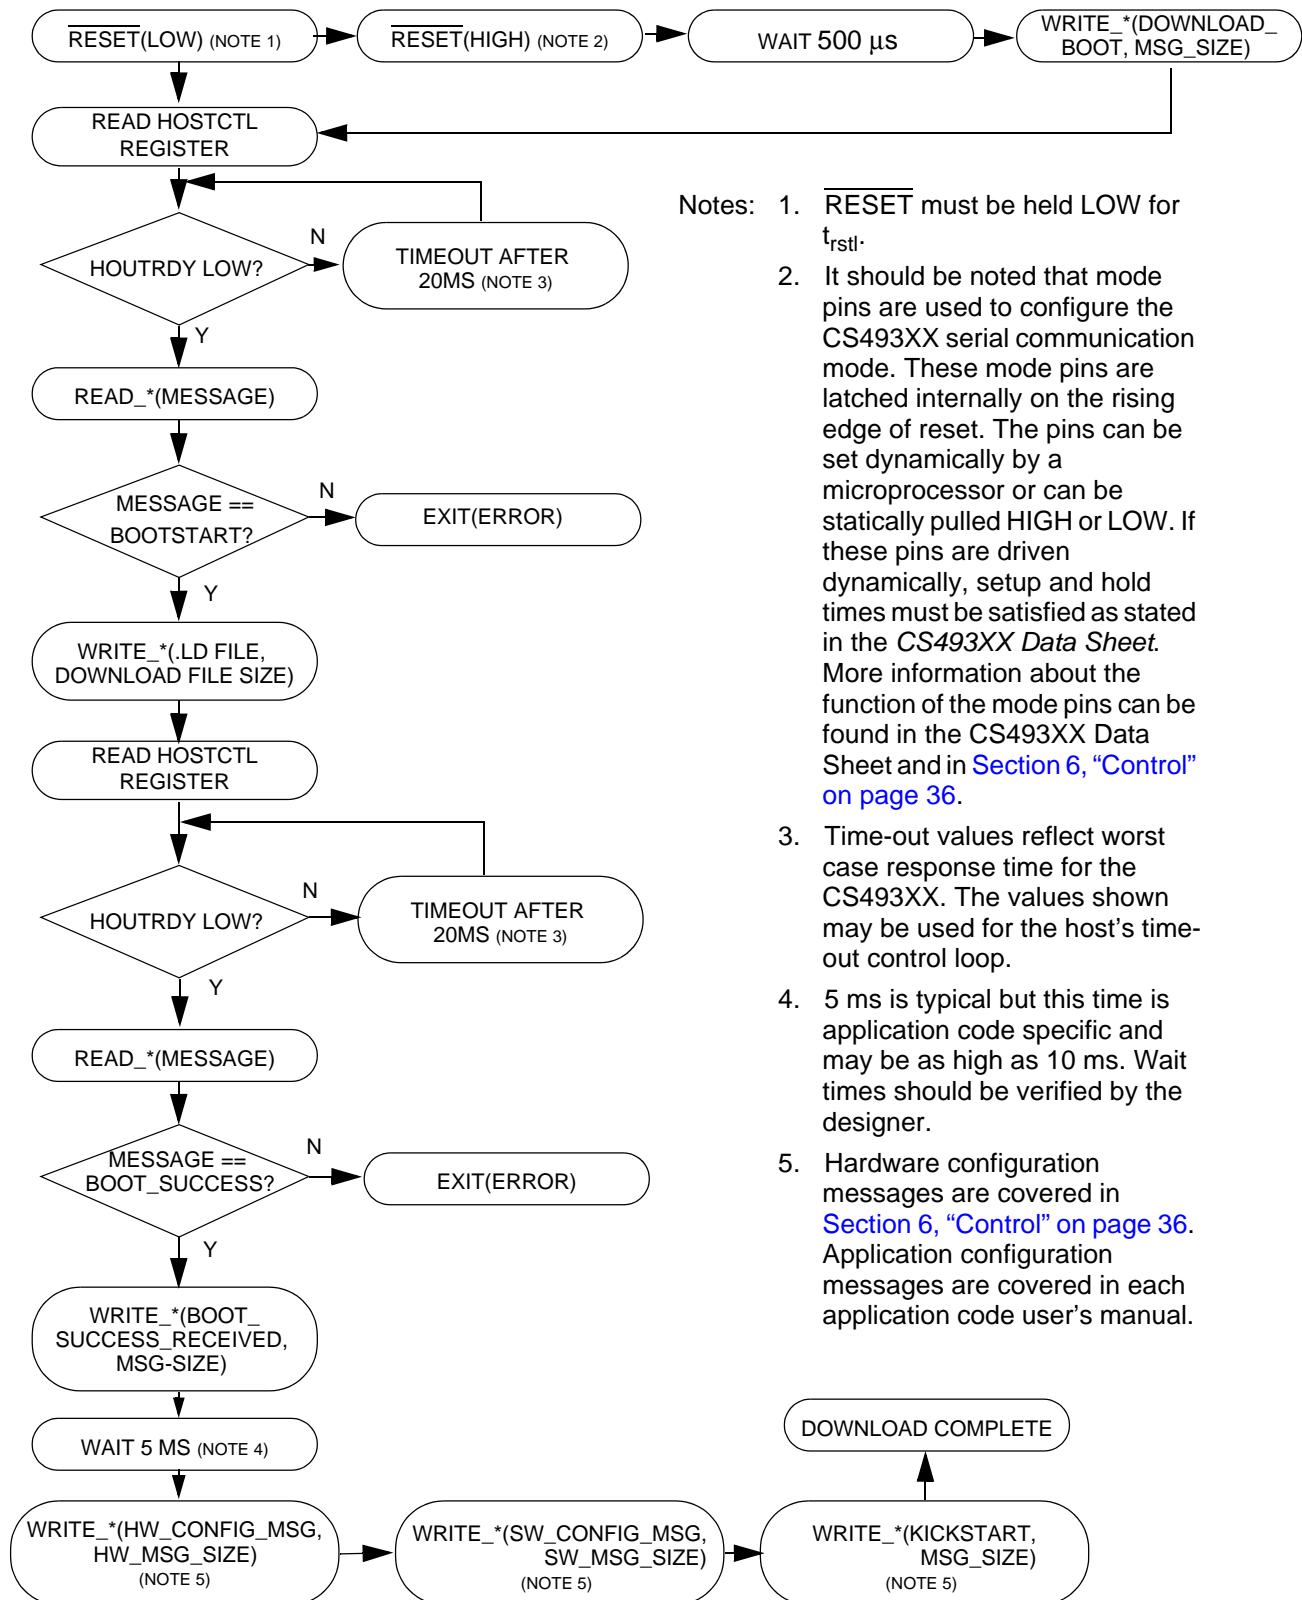 RESET(LOW) (NOTE 1)
RESET(HIGH) (NOTE 2)
WAIT 500 µs
WRITE_*(DOWNLOAD_
BOOT, MSG_SIZE)
READ HOSTCTL
REGISTER
HOUTRDY LOW?
N
TIMEOUT AFTER
20MS (NOTE 3)
Y
READ_*(MESSAGE)
MESSAGE ==
BOOTSTART?
N
EXIT(ERROR)
Y
WRITE_*(.LD FILE,
DOWNLOAD FILE SIZE)
READ HOSTCTL
REGISTER
HOUTRDY LOW?
N
TIMEOUT AFTER
20MS (NOTE 3)
Y
READ_*(MESSAGE)
MESSAGE ==
BOOT_SUCCESS?
N
EXIT(ERROR)
Y
WRITE_*(BOOT_
SUCCESS_RECEIVED,
MSG-SIZE)
WAIT 5 MS (NOTE 4)
WRITE_*(HW_CONFIG_MSG,
HW_MSG_SIZE)
(NOTE 5)
WRITE_*(SW_CONFIG_MSG,
SW_MSG_SIZE)
(NOTE 5)
WRITE_*(KICKSTART,
MSG_SIZE)
(NOTE 5)
DOWNLOAD COMPLETE
Notes: 1. RESET must be held LOW for
trstl.
2. It should be noted that mode
pins are used to configure the
CS493XX serial communication
mode. These mode pins are
latched internally on the rising
edge of reset. The pins can be
set dynamically by a
microprocessor or can be
statically pulled HIGH or LOW. If
these pins are driven
dynamically, setup and hold
times must be satisfied as stated
in the CS493XX Data Sheet.
More information about the
function of the mode pins can be
found in the CS493XX Data
Sheet and in Section 6, “Control”
on page 36.
3. Time-out values reflect worst
case response time for the
CS493XX. The values shown
may be used for the host’s time-
out control loop.
4. 5 ms is typical but this time is
application code specific and
may be as high as 10 ms. Wait
times should be verified by the
designer.
5. Hardware configuration
messages are covered in
Section 6, “Control” on page 36.
Application configuration
messages are covered in each
application code user’s manual.